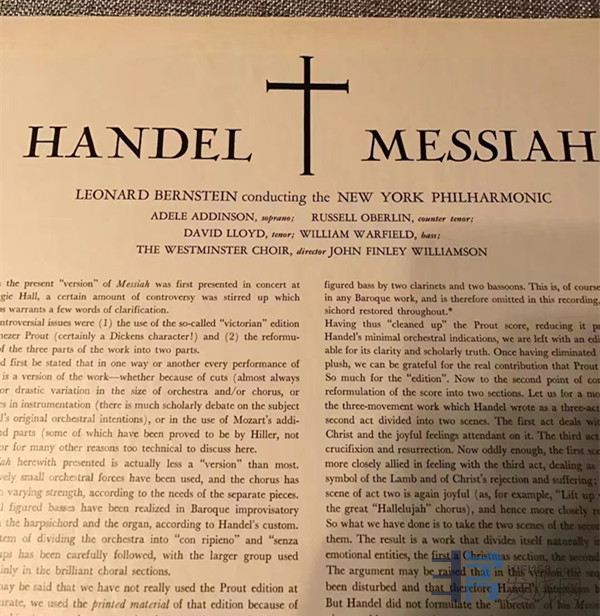 HANDEL MESSIAH
LEONARD BERNSTEIN conducting the NEW YORK PHILHARMONIC
ADELE ADDINSON, soprano; RUSSELL OBERLIN, counter tenor;
DAVID LLOYD, tenor; WILLIAM WARFIELD, bass;
THE WESTMINSTER CHOIR, director JOHN FINLEY WILLIAMSON
the present "version" of Messiah was first presented in concert at
gie Hall, a certain amount of controversy was stirred up which
s warrants a few words of clarification.
ntroversial issues were (1) the use of the so-called "victorian" edition
nezer Prout (certainly a Dickens character!) and (2) the reformu-
of the three parts of the work into two parts.
d first be stated that in one way or another every performance of
is a version of the work—whether because of cuts (almost always
or drastic variation in the size of orchestra and/or chorus, or
es in instrumentation (there is much scholarly debate on the subject
l's original orchestral intentions), or in the use of Mozart's addi-
d parts (some of which have been proved to be by Hiller, not
or for many other reasons too technical to discuss here.
ah herewith presented is actually less a "version" than most.
vely small orchestral forces have been used, and the chorus has
varying strength, according to the needs of the separate pieces.
l figured basses have been realized in Baroque improvisatory
the harpsichord and the organ, according to Handel's custom.
tem of dividing the orchestra into "con ripieno" and "senza
ups has been carefully followed, with the larger group used
inly in the brilliant choral sections.
nay be said that we have not really used the Prout edition at
urate, we used the printed material of that edition because of
figured bass by two clarinets and two bassoons. This is, of course
in any Baroque work, and is therefore omitted in this recording,
sichord restored throughout.*
Having thus "cleaned up" the Prout score, reducing it p
Handel's minimal orchestral indications, we are left with an edi
able for its clarity and scholarly truth. Once having eliminated
plush, we can be grateful for the real contribution that Prout
So much for the "edition". Now to the second point of con
reformulation of the score into two sections. Let us for a mo
the three-movement work which Handel wrote as a three-act
second act divided into two scenes. The first act deals wit
Christ and the joyful feelings attendant on it. The third act
crucifixion and resurrection. Now oddly enough, the first sce
more closely allied in feeling with the third act, dealing as
symbol of the Lamb and of Christ's rejection and suffering;
scene of act two is again joyful (as, for example, "Lift up
the great "Hallelujah" chorus), and hence more closely r
So what we have done is to take the two scenes of the secon
them. The result is a work that divides itself naturally in
emotional entities, the first a Christmas section, the second
The argument may be raised that in this version the
been disturbed and that therefore Handel's intention
But Handel did not formulate the "libretto" of the Mess